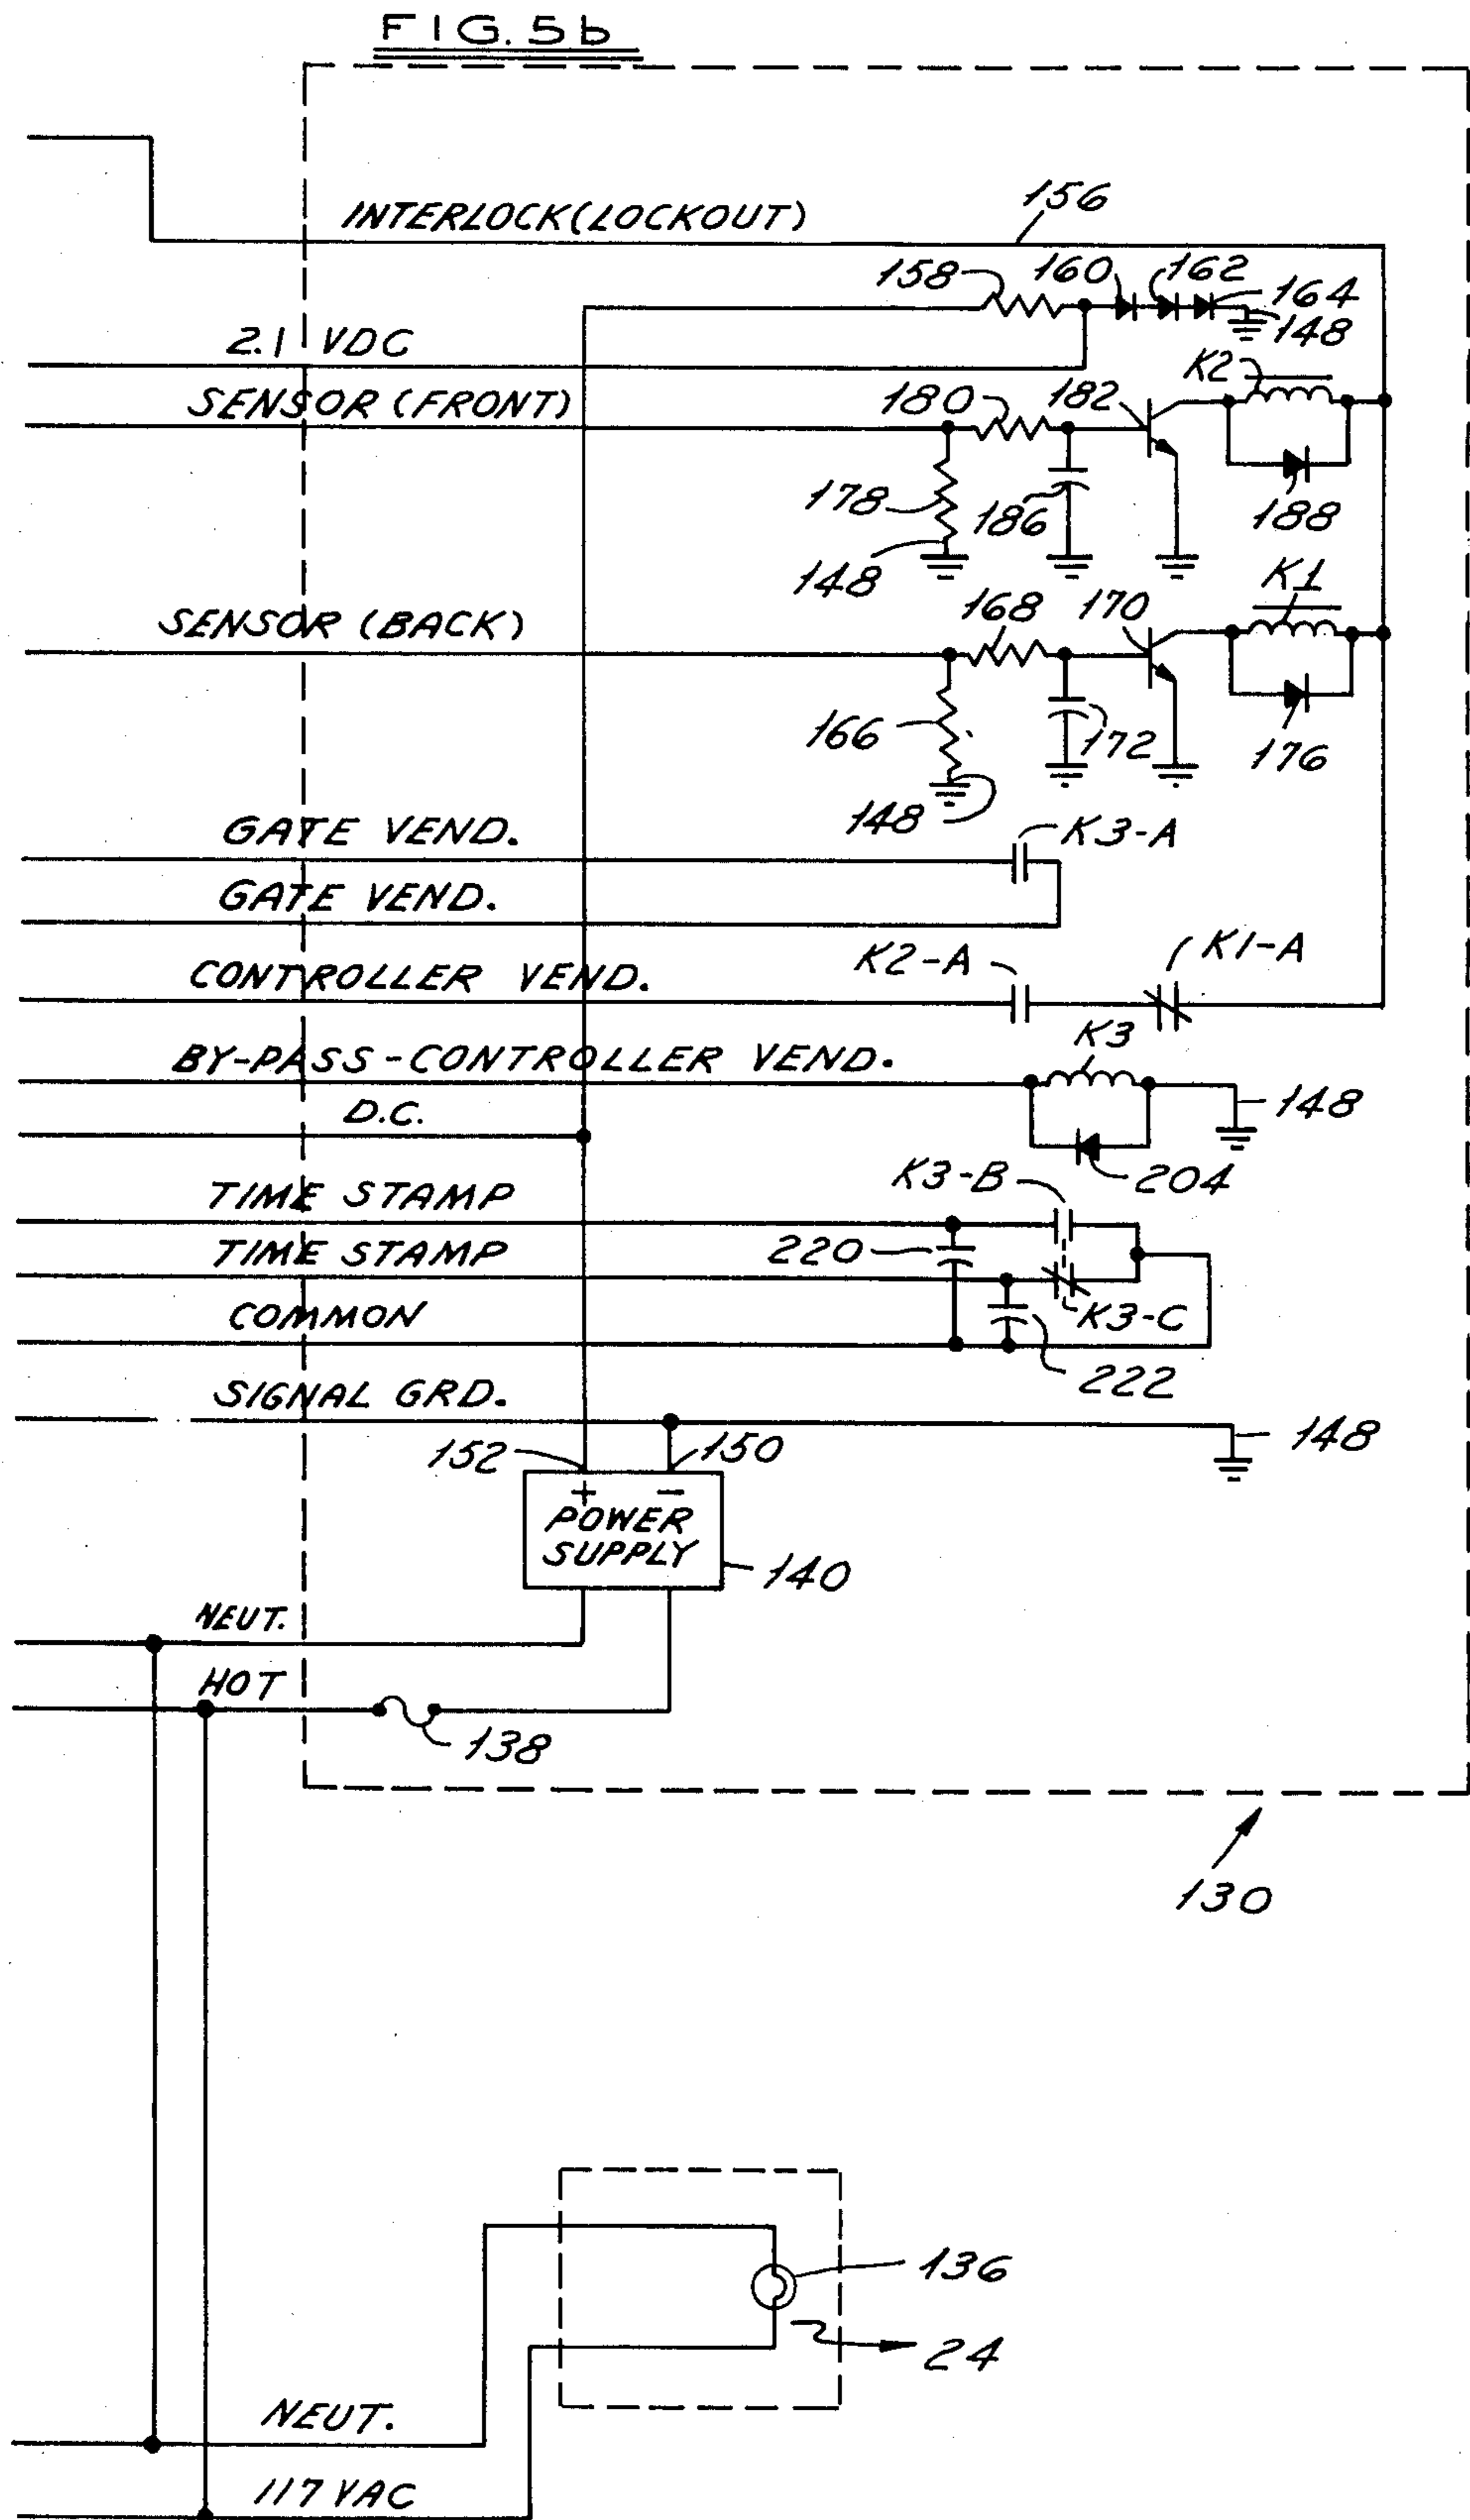 FIG. 5b
INTERLOCK (LOCKOUT)
156
158
160
162
164
148
2.1 VDC
K2
SENSOR (FRONT)
180
182
178
186
188
148
K1
SENSOR (BACK)
168
170
166
172
176
148
GATE VEND.
K3-A
GATE VEND.
CONTROLLER VEND.
K2-A
K1-A
K3
BY-PASS-CONTROLLER VEND.
148
D.C.
K3-B
204
TIME STAMP
TIME STAMP
220
COMMON
K3-C
222
SIGNAL GRD.
148
152
150
+ -
POWER
SUPPLY
140
NEUT.
HOT
138
130
136
24
NEUT.
117 VAC